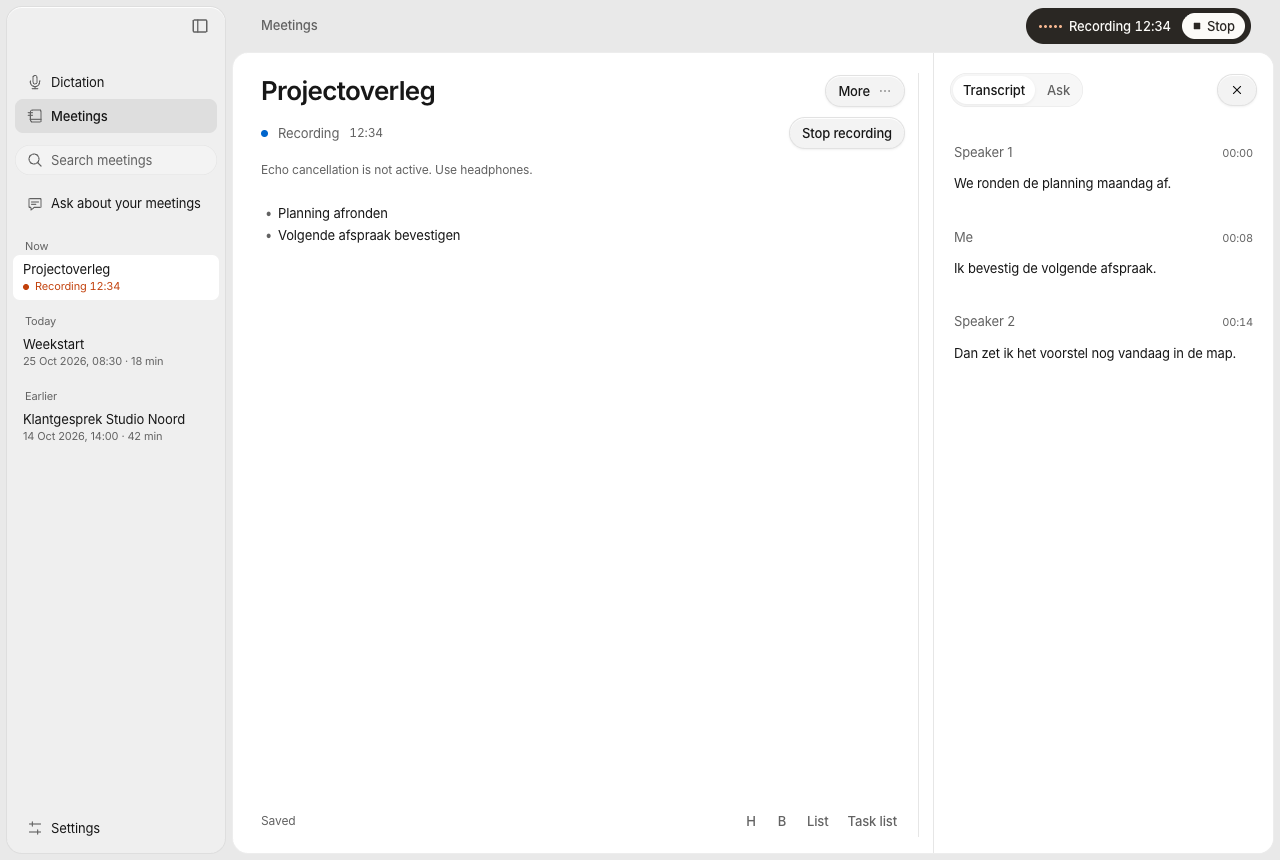 Dictation
Meetings
Search meetings
Ask about your meetings
Now
Projectoverleg
Recording 12:34
Today
Weekstart
25 Oct 2026, 08:30 · 18 min
Earlier
Klantgesprek Studio Noord
14 Oct 2026, 14:00 · 42 min
Settings
Meetings
Recording 12:34
Stop
Projectoverleg
More ···
Recording 12:34
Stop recording
Echo cancellation is not active. Use headphones.
• Planning afronden
• Volgende afspraak bevestigen
Saved
H B List Task list
Transcript Ask
Speaker 1 00:00
We ronden de planning maandag af.
Me 00:08
Ik bevestig de volgende afspraak.
Speaker 2 00:14
Dan zet ik het voorstel nog vandaag in de map.